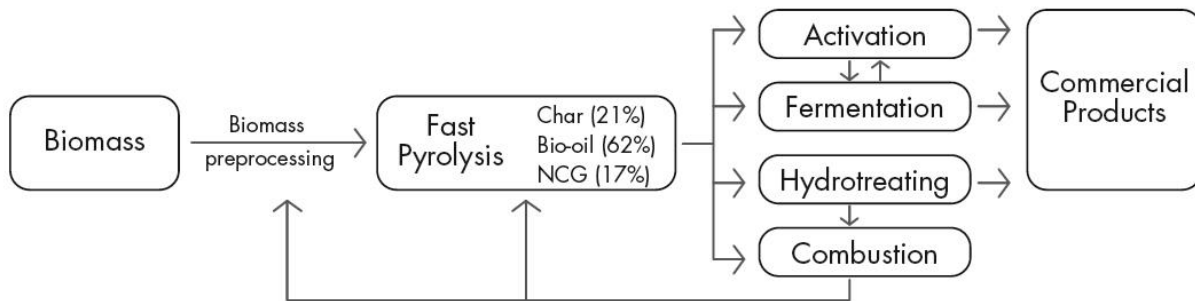 Biomass
Biomass
preprocessing
Fast
Pyrolysis
Char (21%)
Bio-oil (62%)
NCG (17%)
Activation
Fermentation
Hydrotreating
Combustion
Commercial
Products